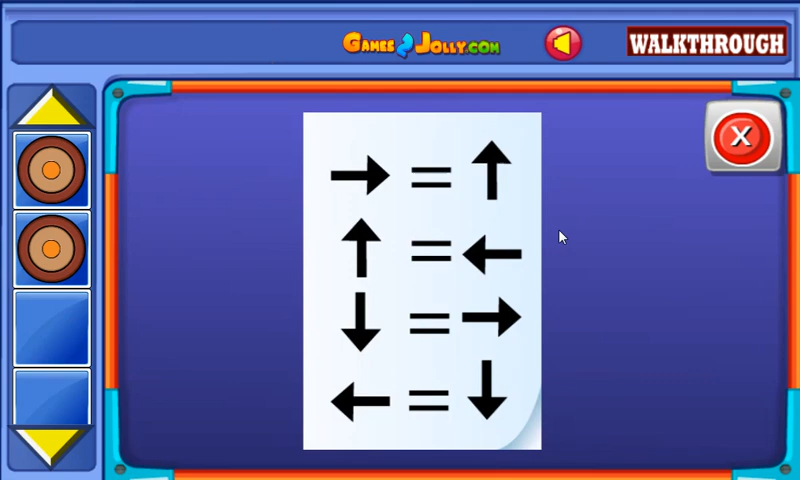 GAMES2JOLLY.COM
WALKTHROUGH
X
→ = ↑
↑ = ←
↓ = →
← = ↓